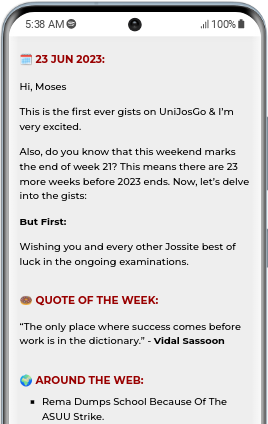 5:38 AM 100%
23 JUN 2023:
Hi, Moses
This is the first ever gists on UniJosGo & I'm
very excited.
Also, do you know that this weekend marks
the end of week 21? This means there are 23
more weeks before 2023 ends. Now, let's delve
into the gists:
But First:
Wishing you and every other Jossite best of
luck in the ongoing examinations.
QUOTE OF THE WEEK:
“The only place where success comes before
work is in the dictionary.” - Vidal Sassoon
AROUND THE WEB:
▪ Rema Dumps School Because Of The
ASUU Strike.